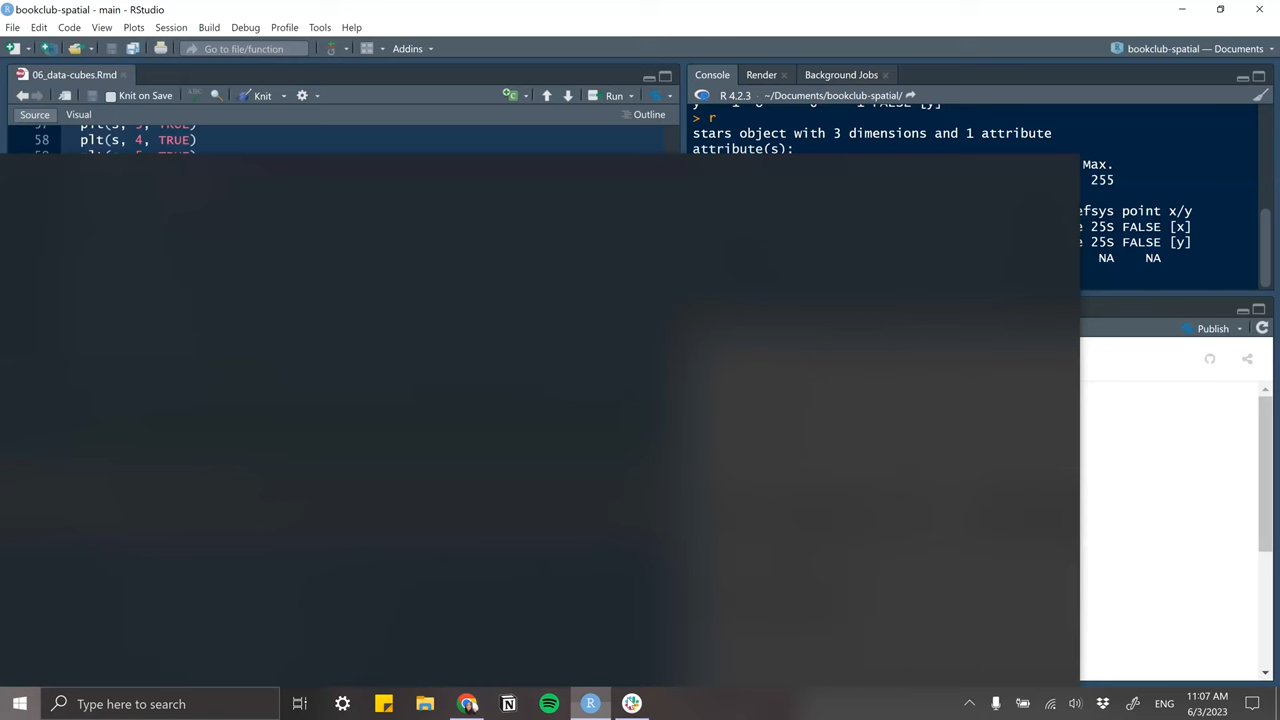 bookclub-spatial - main - RStudio
File Edit Code View Plots Session Build Debug Profile Tools Help
Go to file/function Addins bookclub-spatial — Documents
06_data-cubes.Rmd
Knit on Save ABC Knit Run
Source Visual Outline
58 plt(s, 4, TRUE)
Console Render Background Jobs
R 4.2.3 · ~/Documents/bookclub-spatial/
> r
stars object with 3 dimensions and 1 attribute
attribute(s):
Max.
255
efsys point x/y
e 25S FALSE [x]
e 25S FALSE [y]
NA NA
Publish
Type here to search
ENG
11:07 AM
6/3/2023